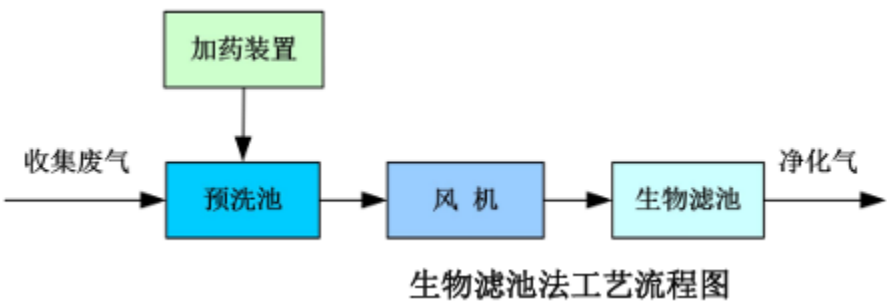 加药装置
收集废气
预洗池
风 机
生物滤池
净化气
生物滤池法工艺流程图